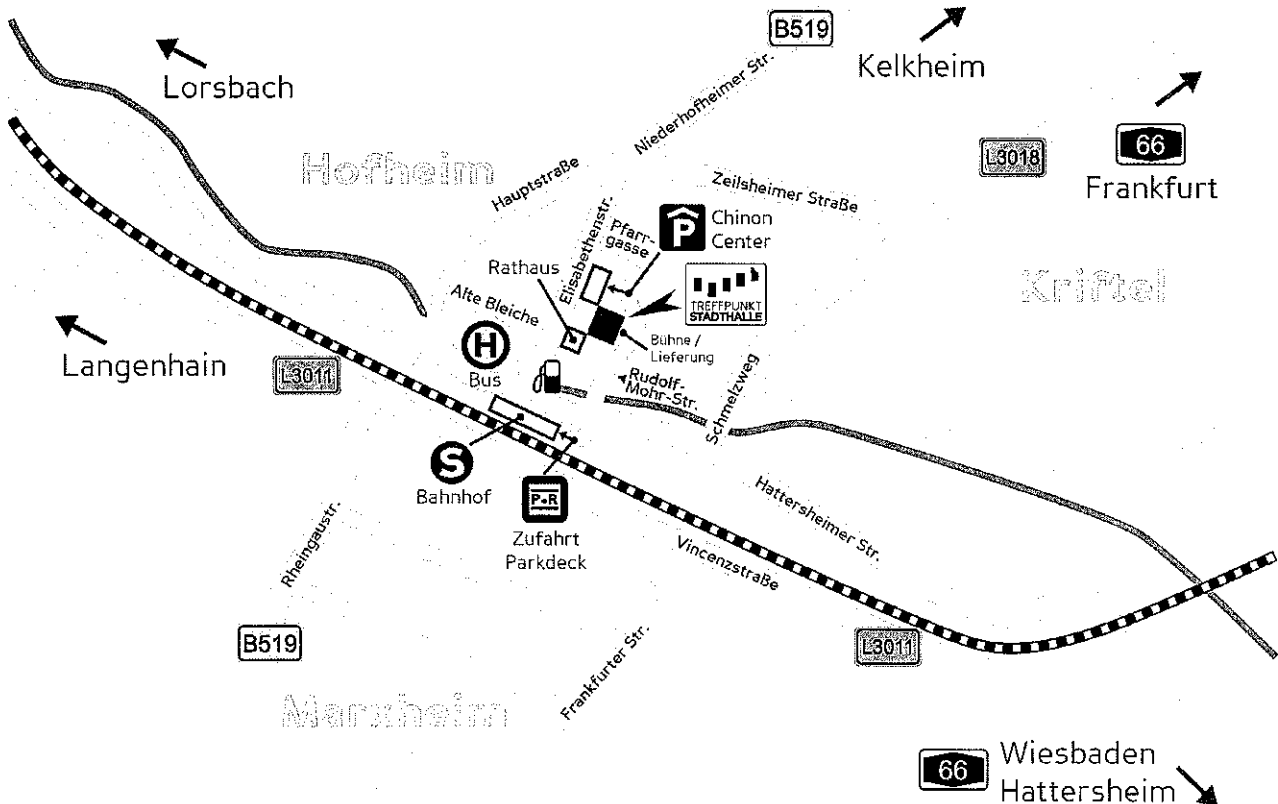 B519
Kelkheim
Lorsbach
Niederhofheimer Str.
L3018
66
Frankfurt
Hofheim
Hauptstraße
Zeilsheimer Straße
Elisabethenstr.
Pfarr-
gasse
P
Chinon
Center
Rathaus
TREFFPUNKT
STADTHALLE
Kriftel
Alte Bleiche
Langenhain
L3011
H
Bus
Bühne /
Lieferung
Rudolf-
Mohr-Str.
Schmelzweg
S
Bahnhof
P+R
Zufahrt
Parkdeck
Hattersheimer Str.
Vincenzstraße
Rheingaustr.
B519
Frankfurter Str.
L3011
Marxheim
66
Wiesbaden
Hattersheim